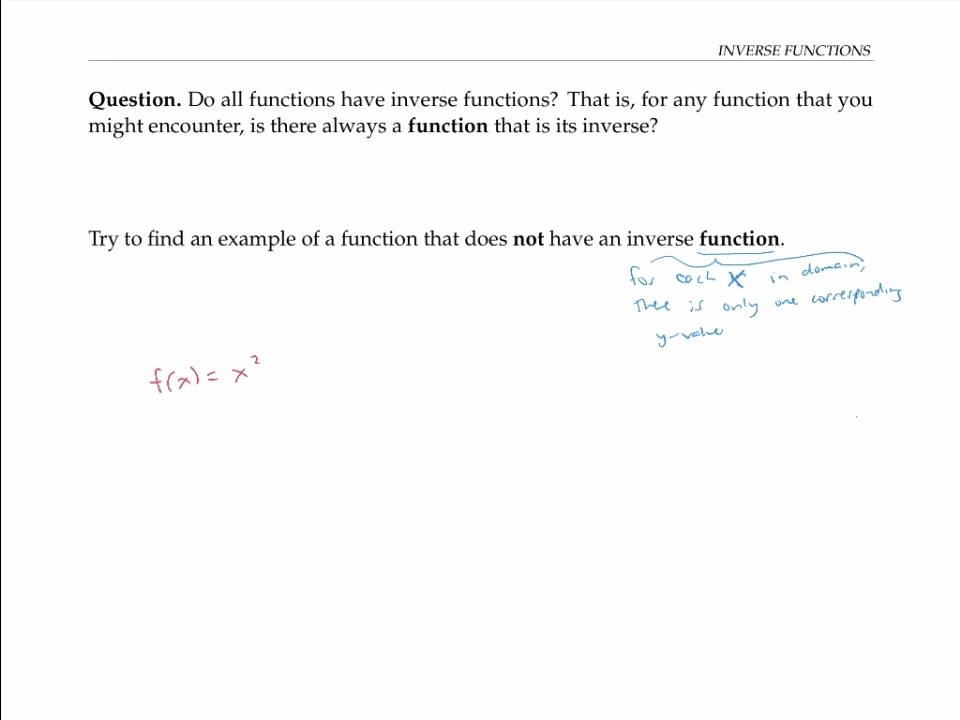 INVERSE FUNCTIONS
Question. Do all functions have inverse functions? That is, for any function that you
might encounter, is there always a function that is its inverse?
Try to find an example of a function that does not have an inverse function.
for each x in domain,
there is only one corresponding
y-value
f(x) = x²